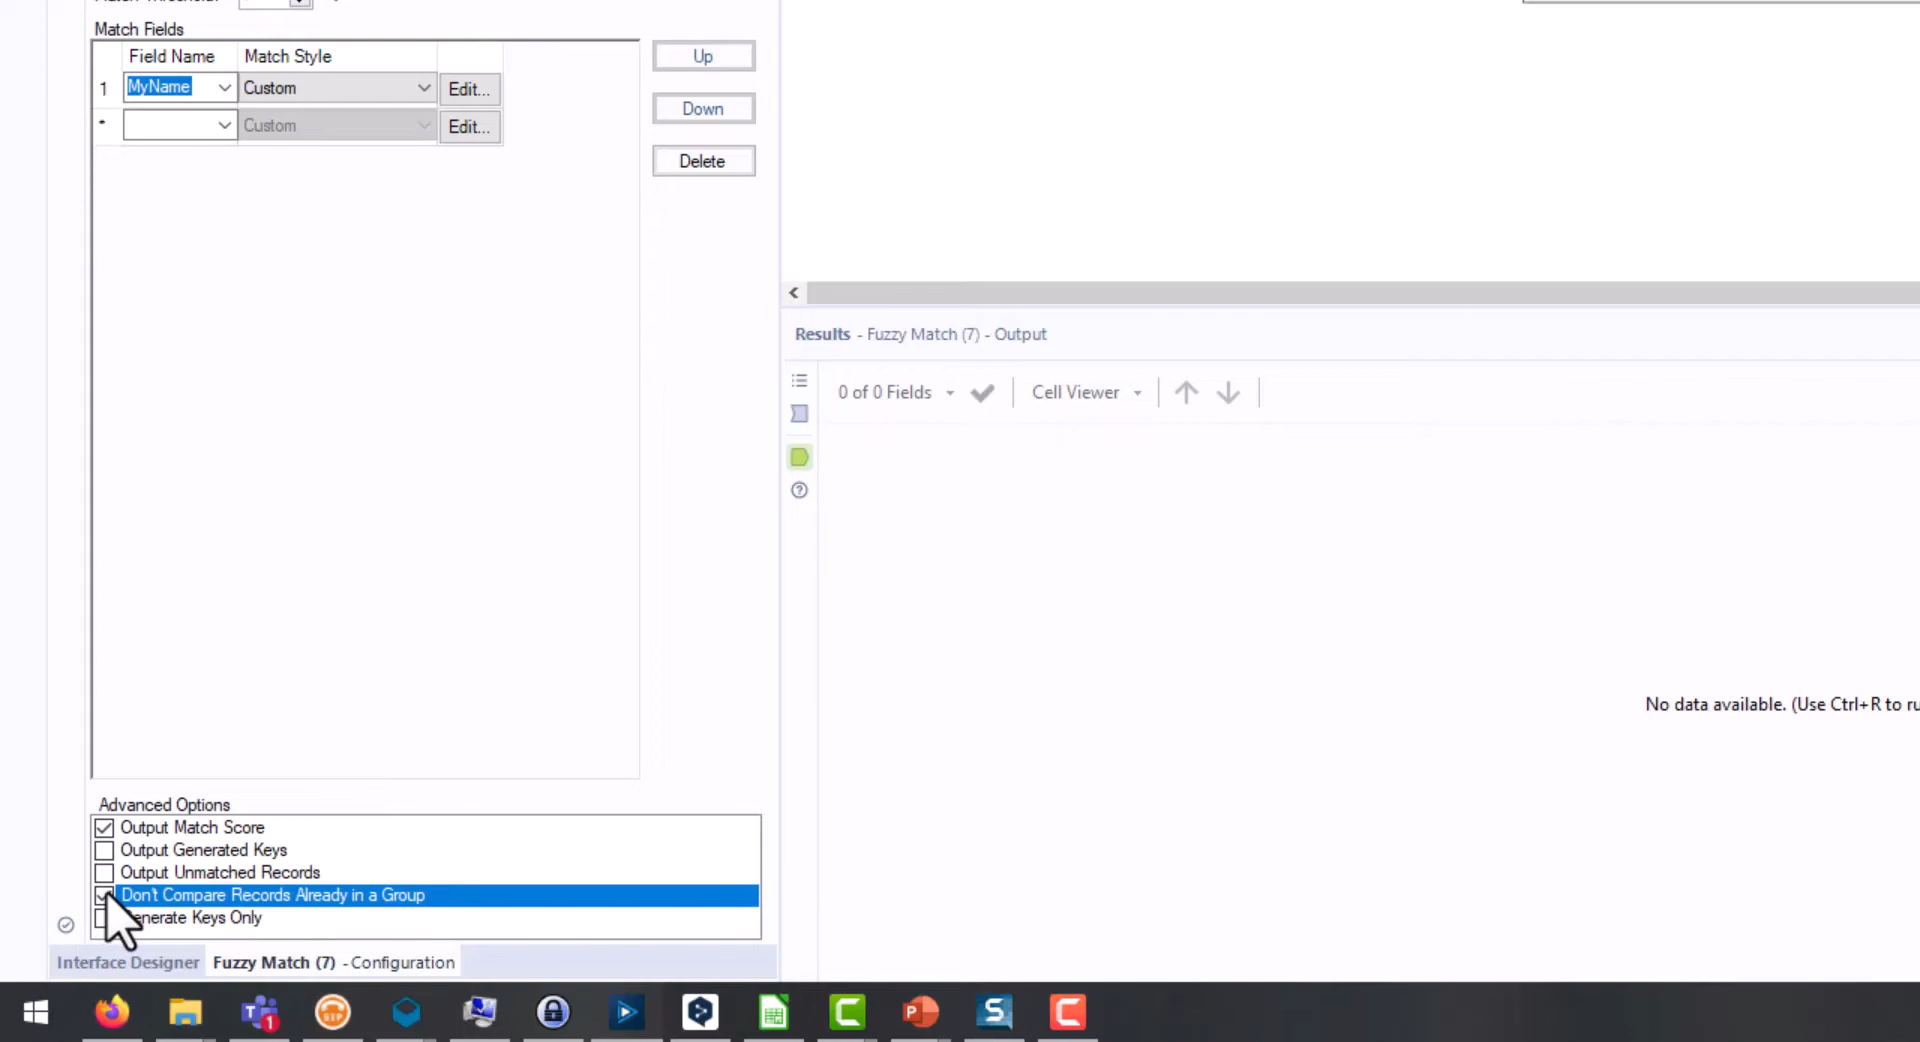 Match Threshold:
Match Fields
Field Name Match Style
1 MyName Custom Edit...
* Custom Edit...
Up
Down
Delete
Results - Fuzzy Match (7) - Output
0 of 0 Fields Cell Viewer
No data available. (Use Ctrl+R to
Advanced Options
Output Match Score
Output Generated Keys
Output Unmatched Records
Don't Compare Records Already in a Group
Keys Only
Interface Designer Fuzzy Match (7) - Configuration